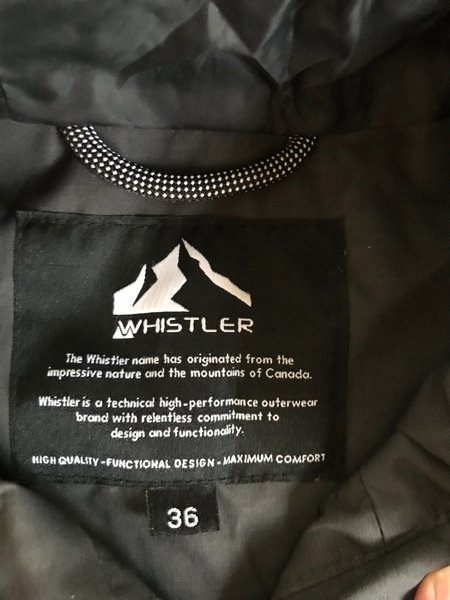 WHISTLER
The Whistler name has originated from the
impressive nature and the mountains of Canada.
Whistler is a technical high-performance outerwear
brand with relentless commitment to
design and functionality.
HIGH QUALITY - FUNCTIONAL DESIGN - MAXIMUM COMFORT
36